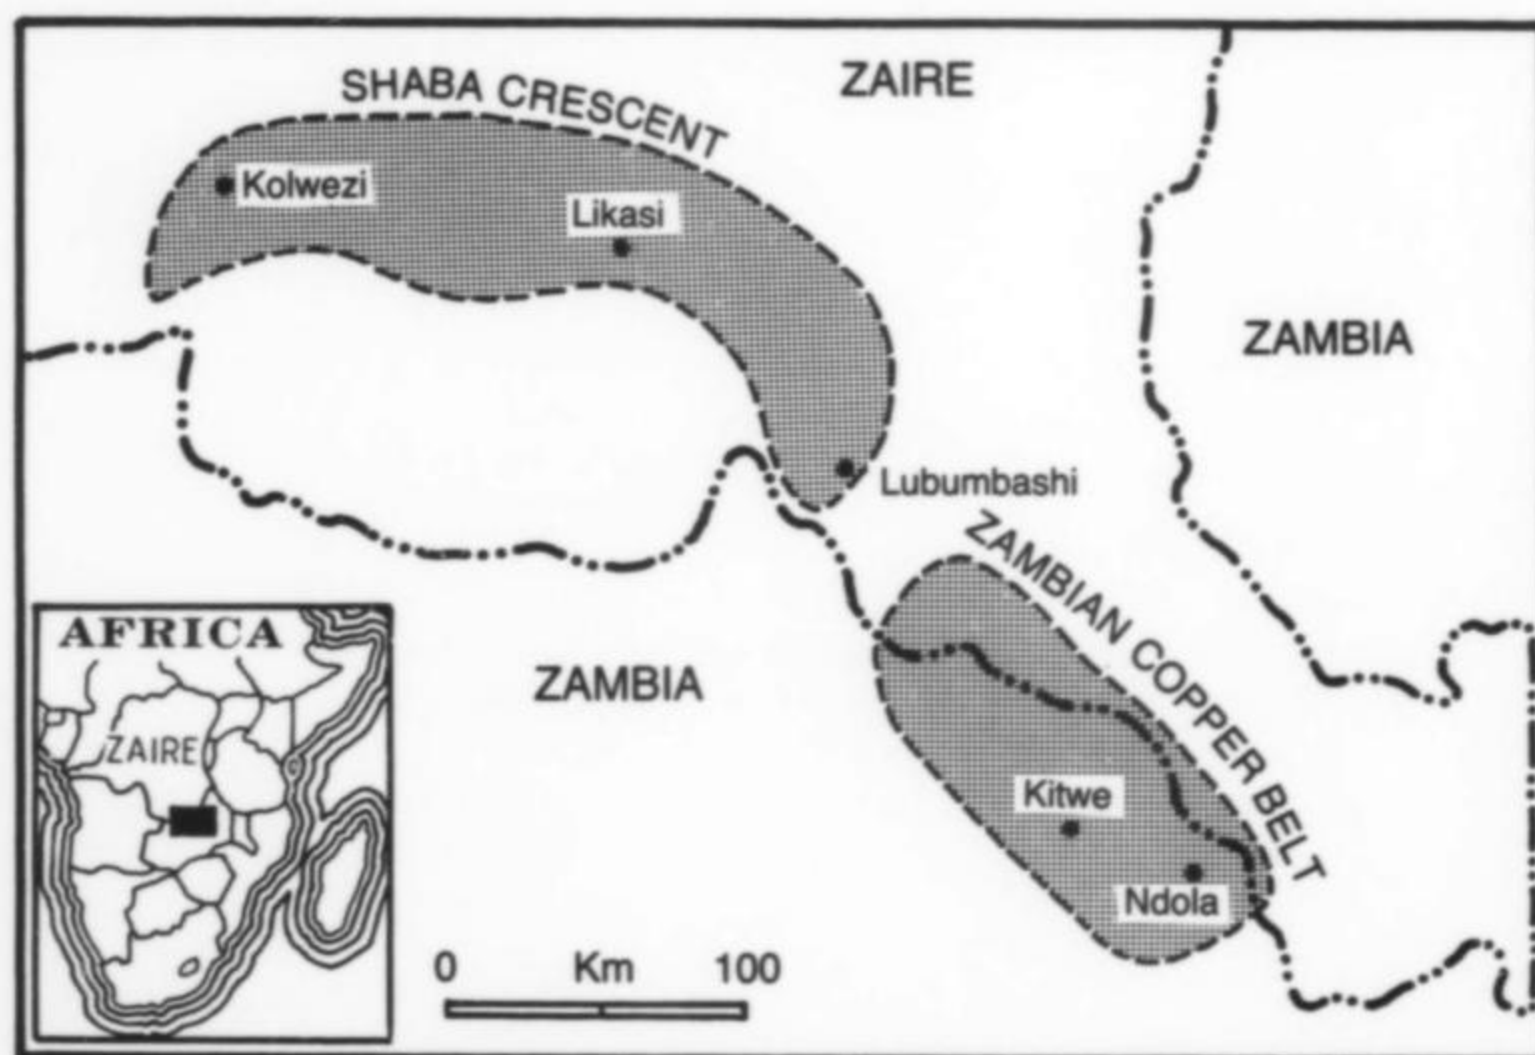 SHABA CRESCENT
ZAIRE
Kolwezi
Likasi
ZAMBIA
Lubumbashi
ZAMBIAN COPPER BELT
AFRICA
ZAIRE
ZAMBIA
Kitwe
Ndola
0 Km 100